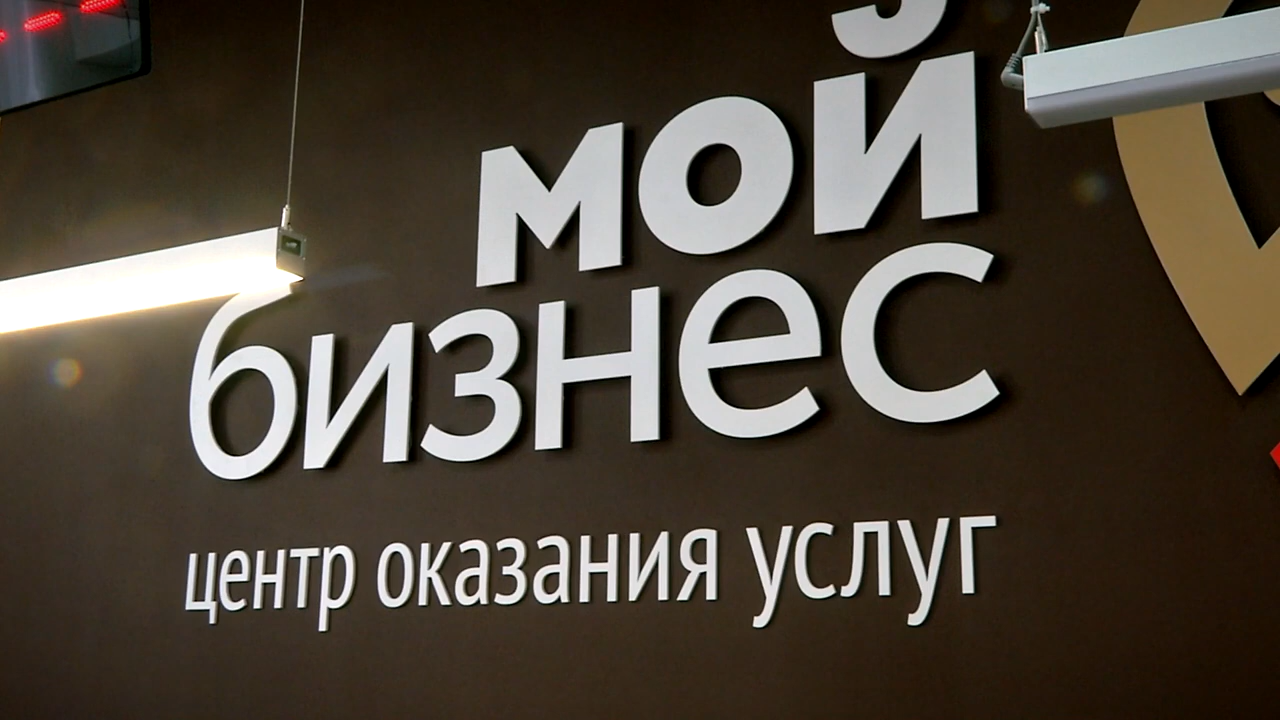 мой
бизнес
центр оказания услуг